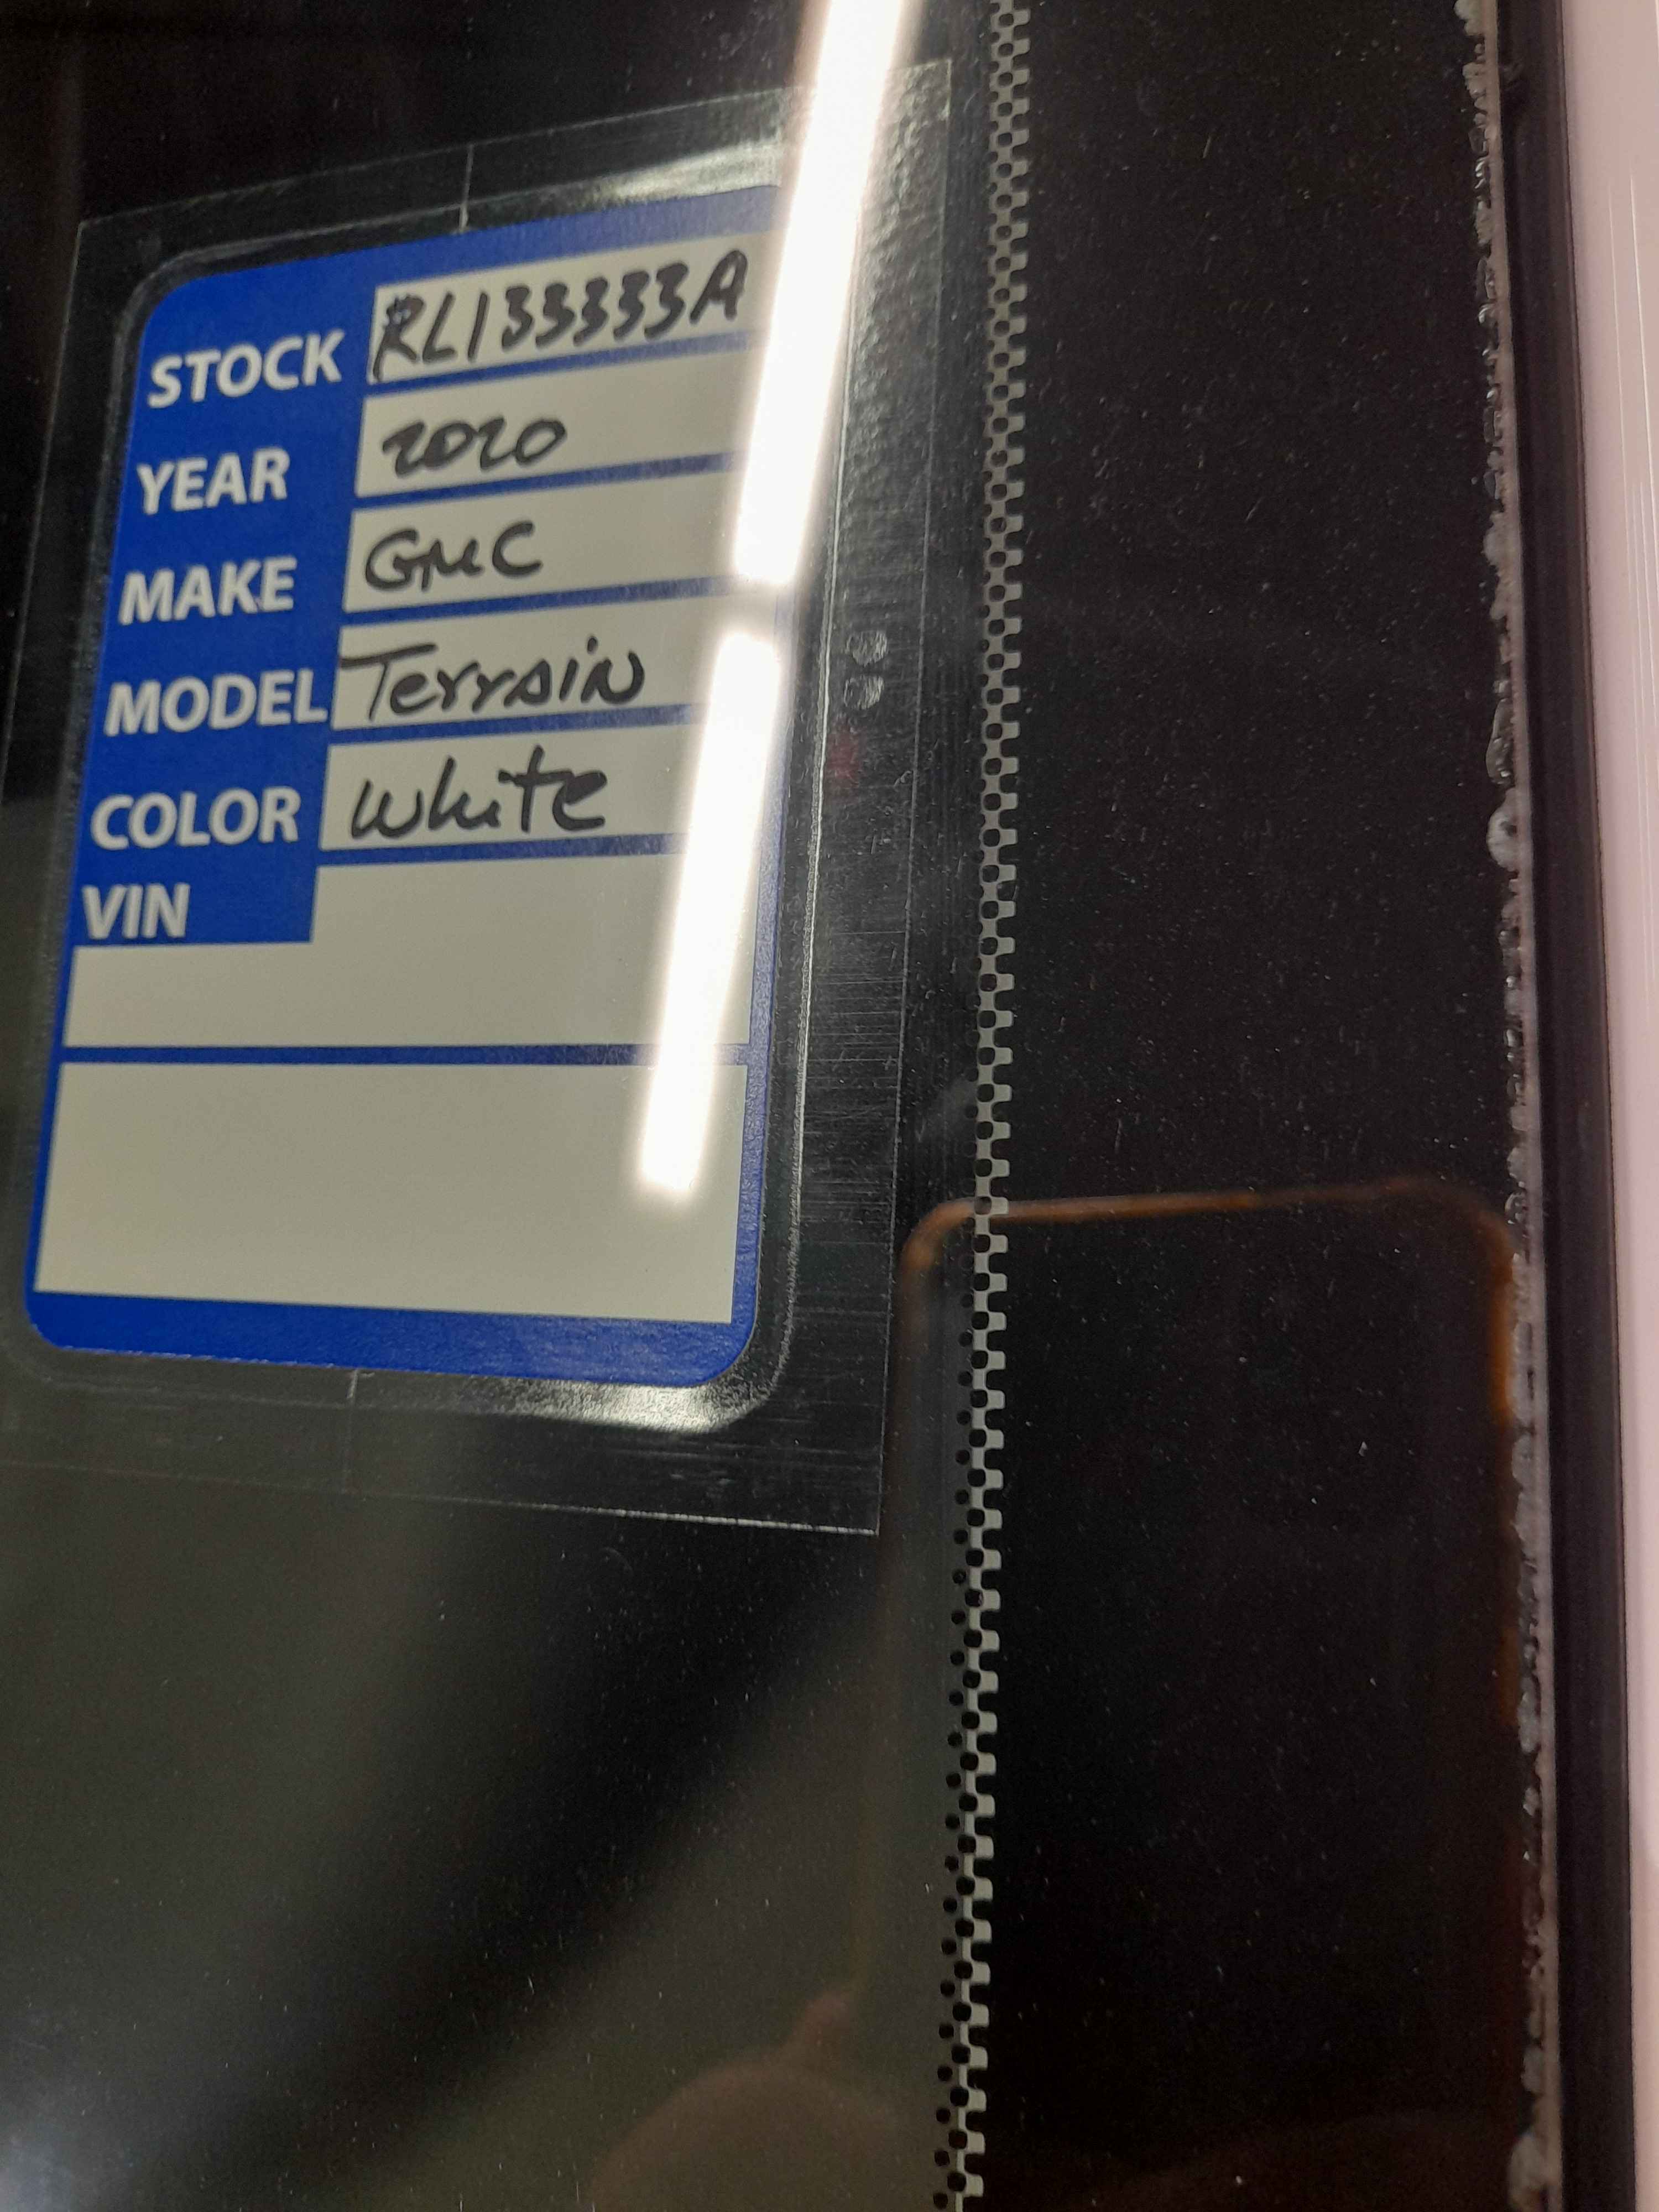 STOCK RL133333A
YEAR 2020
MAKE GMC
MODEL Terrain
COLOR White
VIN